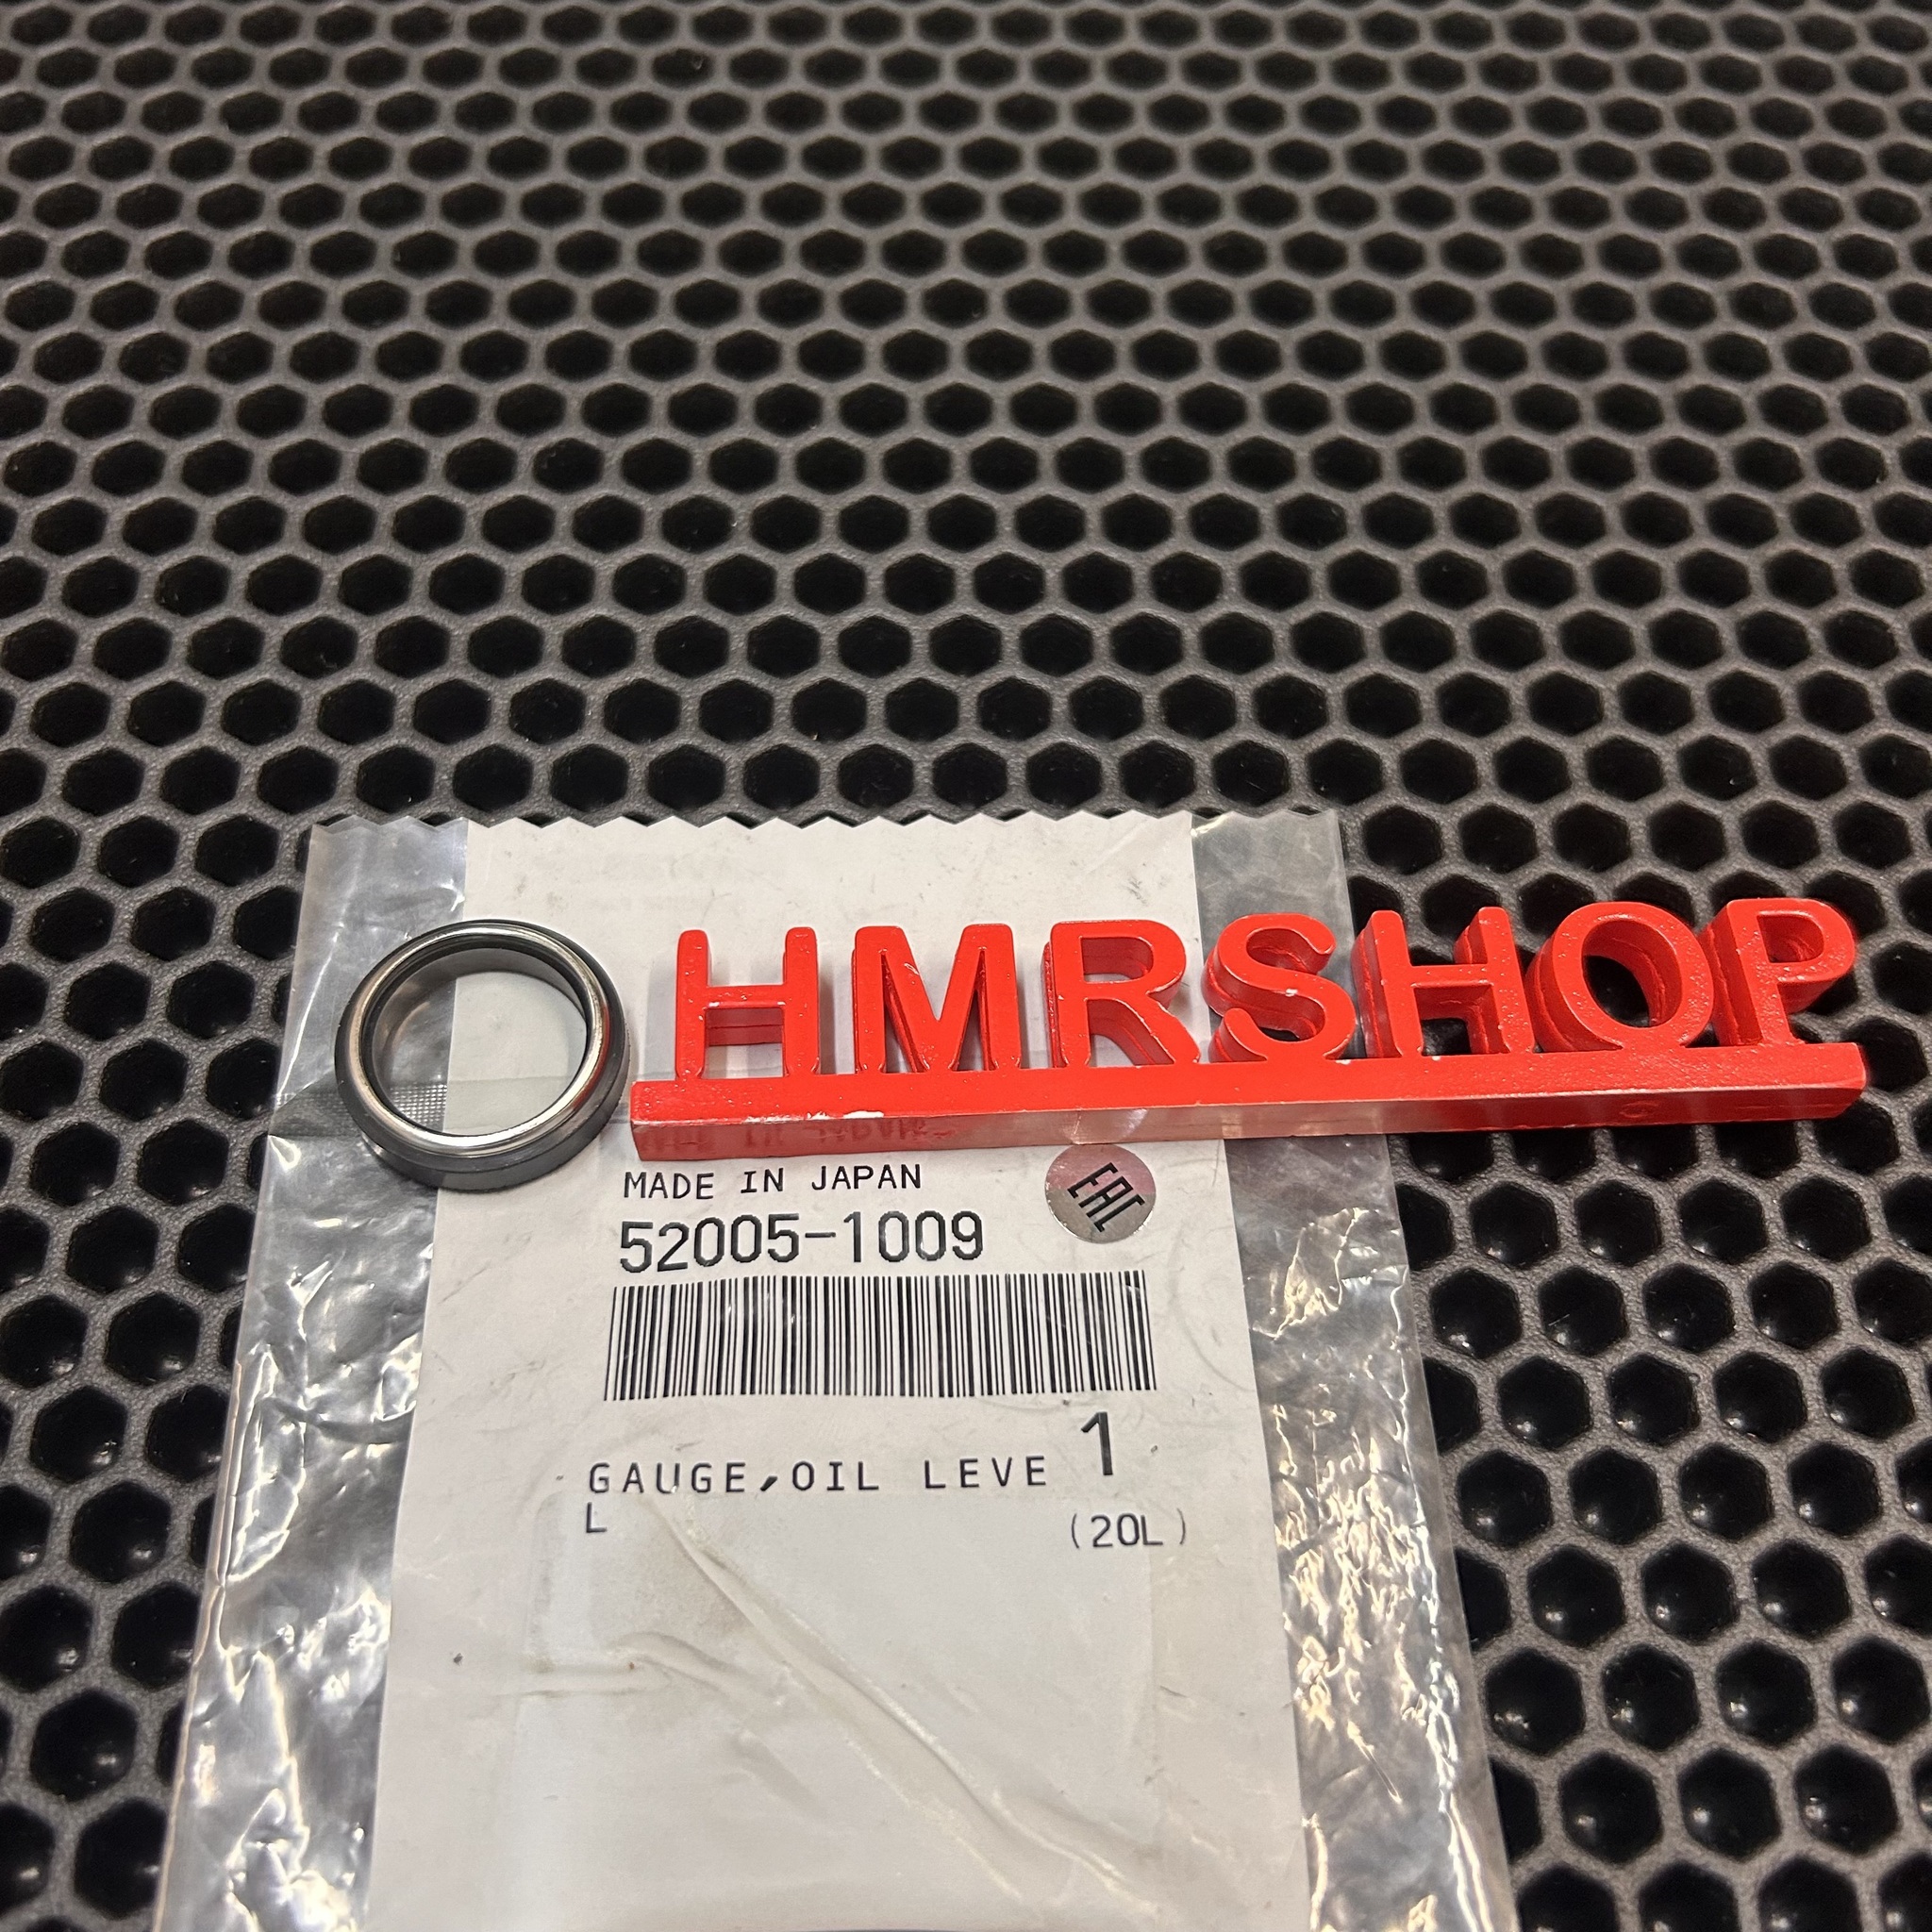 HMRSHOP
MADE IN JAPAN
EAC
52005-1009
1
GAUGE,OIL LEVE
L
(20L)